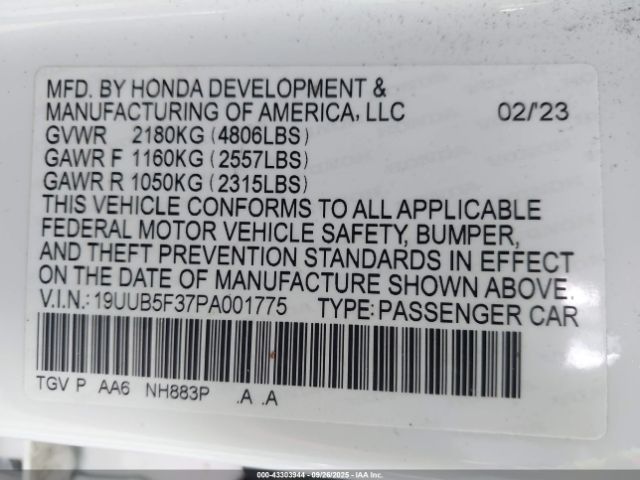 MFD. BY HONDA DEVELOPMENT &
MANUFACTURING OF AMERICA, LLC 02/'23
GVWR 2180KG (4806LBS)
GAWR F 1160KG (2557LBS)
GAWR R 1050KG (2315LBS)
THIS VEHICLE CONFORMS TO ALL APPLICABLE
FEDERAL MOTOR VEHICLE SAFETY, BUMPER,
AND THEFT PREVENTION STANDARDS IN EFFECT
ON THE DATE OF MANUFACTURE SHOWN ABOVE.
V.I.N.: 19UUB5F37PA001775 TYPE: PASSENGER CAR
TGV P AA6 NH883P .A .A
000-43303944 - 09/26/2025 - IAA Inc.